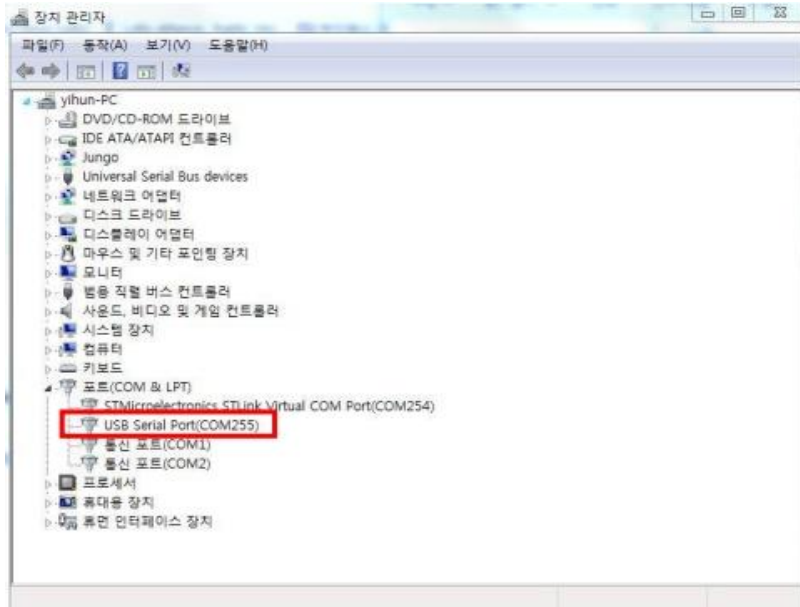 장치 관리자
파일(F) 동작(A) 보기(V) 도움말(H)
yihun-PC
DVD/CD-ROM 드라이브
IDE ATA/ATAPI 컨트롤러
Jungo
Universal Serial Bus devices
네트워크 어댑터
디스크 드라이브
디스플레이 어댑터
마우스 및 기타 포인팅 장치
모니터
범용 직렬 버스 컨트롤러
사운드, 비디오 및 게임 컨트롤러
시스템 장치
컴퓨터
키보드
포트(COM & LPT)
STMicroelectronics STLink Virtual COM Port(COM254)
USB Serial Port(COM255)
통신 포트(COM1)
통신 포트(COM2)
프로세서
휴대용 장치
휴먼 인터페이스 장치